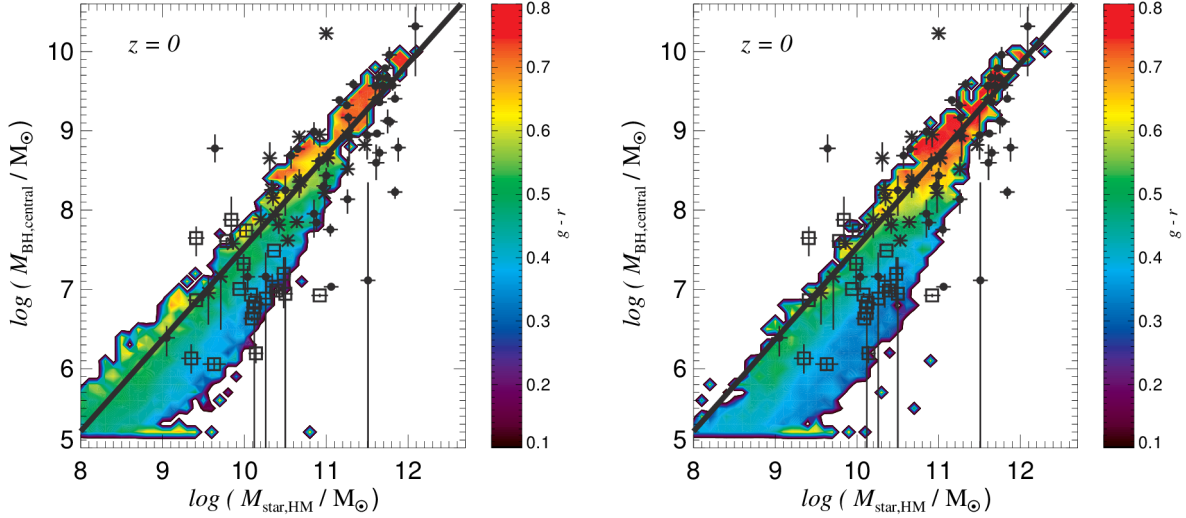 z = 0
log ( M_BH,central / M_⊙ )
10
9
8
7
6
5
8 9 10 11 12
log ( M_star,HM / M_⊙ )
0.8
0.7
0.6
0.5
0.4
0.3
0.2
0.1
g - r
z = 0
log ( M_BH,central / M_⊙ )
10
9
8
7
6
5
8 9 10 11 12
log ( M_star,HM / M_⊙ )
0.8
0.7
0.6
0.5
0.4
0.3
0.2
0.1
g - r